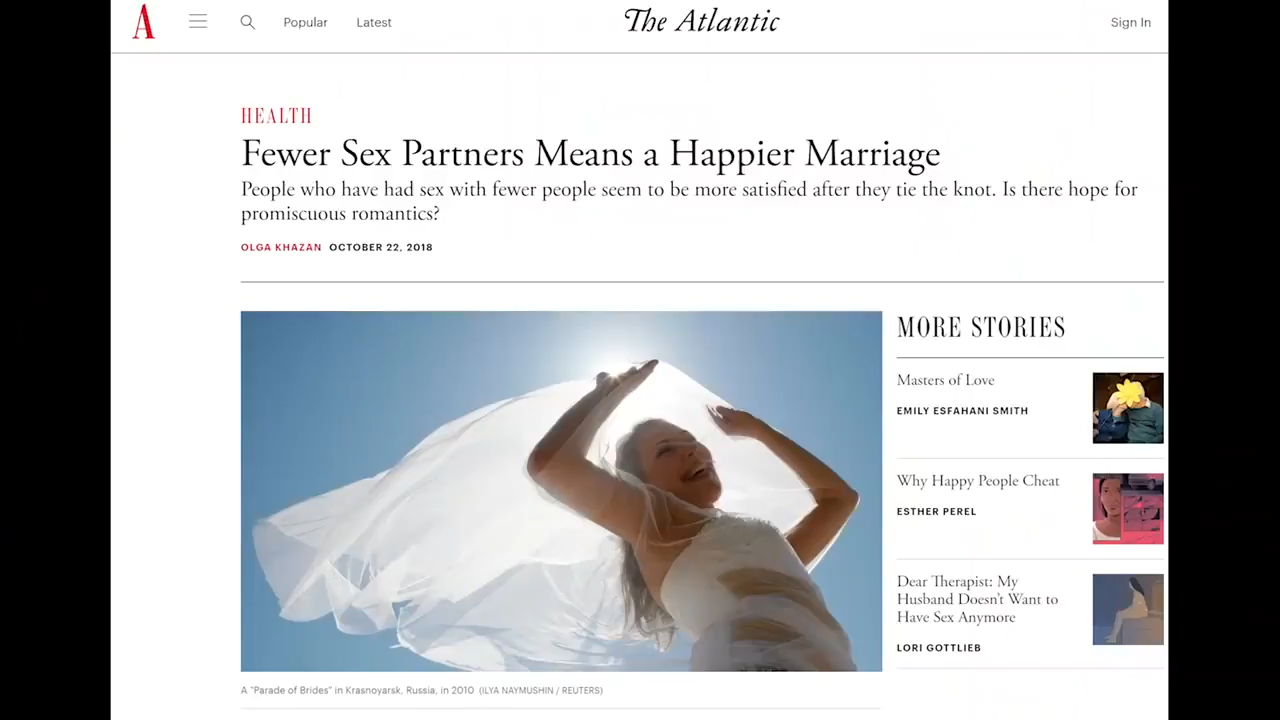 A
Popular
Latest
The Atlantic
Sign In
HEALTH
Fewer Sex Partners Means a Happier Marriage
People who have had sex with fewer people seem to be more satisfied after they tie the knot. Is there hope for
promiscuous romantics?
OLGA KHAZAN OCTOBER 22, 2018
A "Parade of Brides" in Krasnoyarsk, Russia, in 2010 (ILYA NAYMUSHIN / REUTERS)
MORE STORIES
Masters of Love
EMILY ESFAHANI SMITH
Why Happy People Cheat
ESTHER PEREL
Dear Therapist: My
Husband Doesn't Want to
Have Sex Anymore
LORI GOTTLIEB